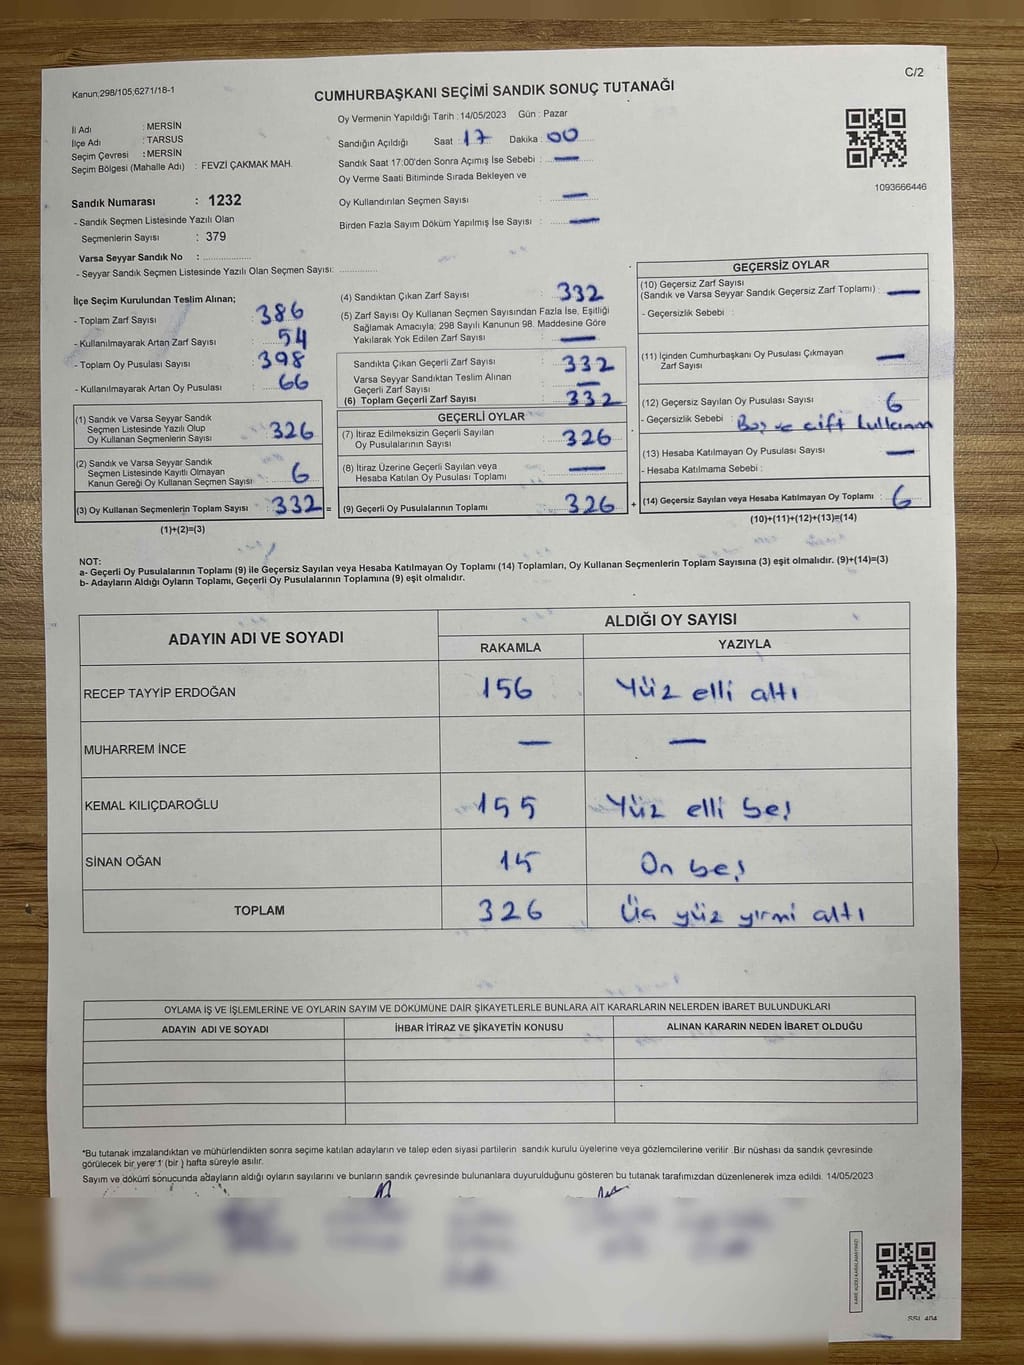 C/2
Kanun,298/105,6271/18-1
CUMHURBAŞKANI SEÇİMİ SANDIK SONUÇ TUTANAĞI
İl Adı : MERSİN
İlçe Adı : TARSUS
Seçim Çevresi : MERSİN
Seçim Bölgesi (Mahalle Adı) : FEVZİ ÇAKMAK MAH.
Sandık Numarası : 1232
- Sandık Seçmen Listesinde Yazılı Olan
Seçmenlerin Sayısı : 379
Varsa Seyyar Sandık No :
- Seyyar Sandık Seçmen Listesinde Yazılı Olan Seçmen Sayısı:
Oy Vermenin Yapıldığı Tarih : 14/05/2023 Gün : Pazar
Sandığın Açıldığı Saat : 17 Dakika : 00
Sandık Saat 17:00'den Sonra Açımış İse Sebebi : —
Oy Verme Saati Bitiminde Sırada Bekleyen ve
Oy Kullandırılan Seçmen Sayısı : —
Birden Fazla Sayım Döküm Yapılmış İse Sayısı : —
1093666446
İlçe Seçim Kurulundan Teslim Alınan;
- Toplam Zarf Sayısı : 386
- Kullanılmayarak Artan Zarf Sayısı : 54
- Toplam Oy Pusulası Sayısı : 398
- Kullanılmayarak Artan Oy Pusulası : 66
(1) Sandık ve Varsa Seyyar Sandık
Seçmen Listesinde Yazılı Olup
Oy Kullanan Seçmenlerin Sayısı : 326
(2) Sandık ve Varsa Seyyar Sandık
Seçmen Listesinde Kayıtlı Olmayan
Kanun Gereği Oy Kullanan Seçmen Sayısı : 6
(3) Oy Kullanan Seçmenlerin Toplam Sayısı : 332 =
(1)+(2)=(3)
(4) Sandıktan Çıkan Zarf Sayısı : 332
(5) Zarf Sayısı Oy Kullanan Seçmen Sayısından Fazla İse, Eşitliği
Sağlamak Amacıyla; 298 Sayılı Kanunun 98. Maddesine Göre
Yakılarak Yok Edilen Zarf Sayısı : —
Sandıkta Çıkan Geçerli Zarf Sayısı : 332
Varsa Seyyar Sandıktan Teslim Alınan
Geçerli Zarf Sayısı : —
(6) Toplam Geçerli Zarf Sayısı : 332
GEÇERLİ OYLAR
(7) İtiraz Edilmeksizin Geçerli Sayılan
Oy Pusulalarının Sayısı : 326
(8) İtiraz Üzerine Geçerli Sayılan veya
Hesaba Katılan Oy Pusulası Toplamı : —
(9) Geçerli Oy Pusulalarının Toplamı : 326 +
GEÇERSİZ OYLAR
(10) Geçersiz Zarf Sayısı
(Sandık ve Varsa Seyyar Sandık Geçersiz Zarf Toplamı) : —
- Geçersizlik Sebebi :
(11) İçinden Cumhurbaşkanı Oy Pusulası Çıkmayan
Zarf Sayısı : —
(12) Geçersiz Sayılan Oy Pusulası Sayısı : 6
- Geçersizlik Sebebi : Boş ve çift kullanım
(13) Hesaba Katılmayan Oy Pusulası Sayısı : —
- Hesaba Katılmama Sebebi :
(14) Geçersiz Sayılan veya Hesaba Katılmayan Oy Toplamı : 6
(10)+(11)+(12)+(13)=(14)
NOT:
a- Geçerli Oy Pusulalarının Toplamı (9) ile Geçersiz Sayılan veya Hesaba Katılmayan Oy Toplamı (14) Toplamları, Oy Kullanan Seçmenlerin Toplam Sayısına (3) eşit olmalıdır. (9)+(14)=(3)
b- Adayların Aldığı Oyların Toplamı, Geçerli Oy Pusulalarının Toplamına (9) eşit olmalıdır.
ADAYIN ADI VE SOYADI
ALDIĞI OY SAYISI
RAKAMLA YAZIYLA
RECEP TAYYİP ERDOĞAN 156 Yüz elli altı
MUHARREM İNCE — —
KEMAL KILIÇDAROĞLU 155 Yüz elli beş
SİNAN OĞAN 15 On beş
TOPLAM 326 Üç yüz yirmi altı
OYLAMA İŞ VE İŞLEMLERİNE VE OYLARIN SAYIM VE DÖKÜMÜNE DAİR ŞİKAYETLERLE BUNLARA AİT KARARLARIN NELERDEN İBARET BULUNDUKLARI
ADAYIN ADI VE SOYADI İHBAR İTİRAZ VE ŞİKAYETİN KONUSU ALINAN KARARIN NEDEN İBARET OLDUĞU
*Bu tutanak imzalandıktan ve mühürlendikten sonra seçime katılan adayların ve talep eden siyasi partilerin sandık kurulu üyelerine veya gözlemcilerine verilir .Bir nüshası da sandık çevresinde
görülecek bir yere 1 (bir ) hafta süreyle asılır.
Sayım ve döküm sonucunda adayların aldığı oyların sayılarını ve bunların sandık çevresinde bulunanlara duyurulduğunu gösteren bu tutanak tarafımızdan düzenlenerek imza edildi. 14/05/2023